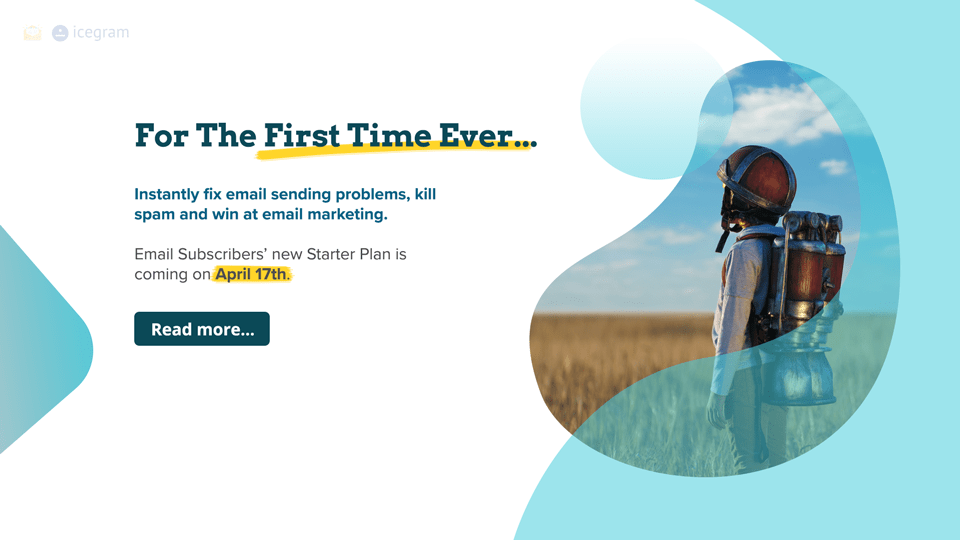 icegram
For The First Time Ever...
Instantly fix email sending problems, kill
spam and win at email marketing.
Email Subscribers’ new Starter Plan is
coming on April 17th.
Read more...